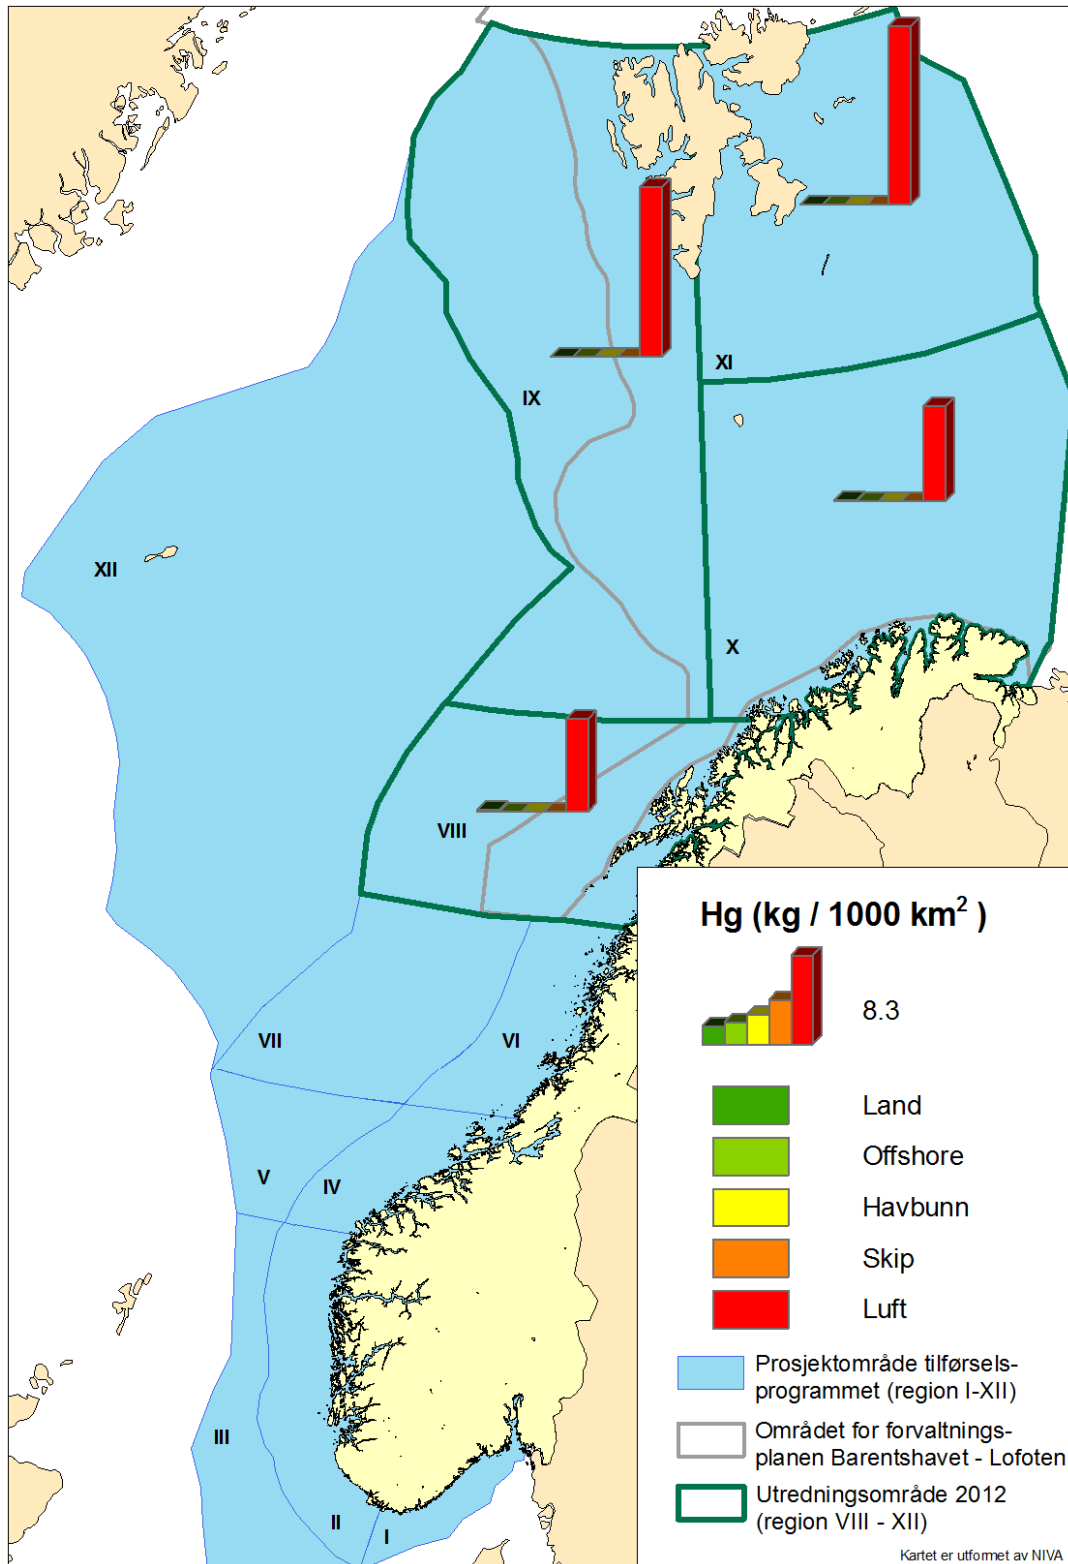 XI
IX
XII
X
VIII
Hg (kg / 1000 km² )
8.3
VII
VI
Land
Offshore
V
IV
Havbunn
Skip
Luft
Prosjektområde tilførsels-
programmet (region I-XII)
Området for forvaltnings-
planen Barentshavet - Lofoten
III
Utredningsområde 2012
(region VIII - XII)
II
I
Kartet er utformet av NIVA